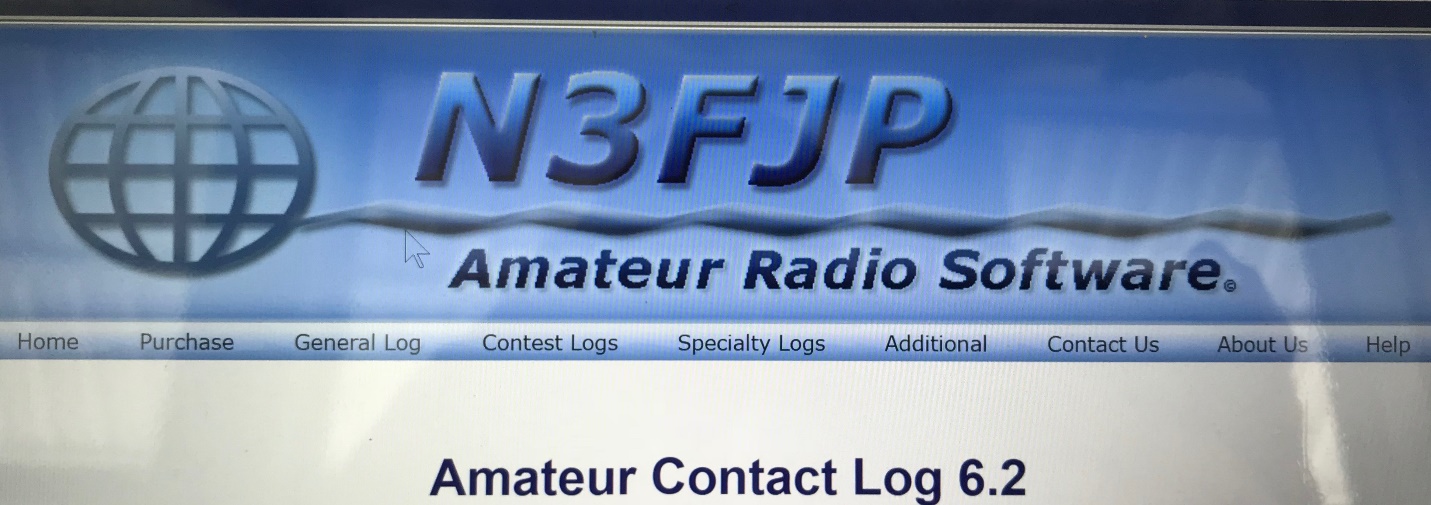 N3FJP
Amateur Radio Software©
Home Purchase General Log Contest Logs Specialty Logs Additional Contact Us About Us Help
Amateur Contact Log 6.2